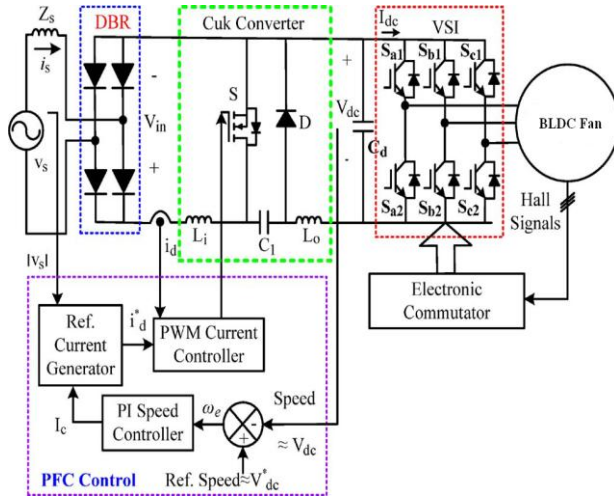 DBR
Cuk Converter
VSI
Zs
is
vs
-
Vin
+
S
D
+
Vdc
-
Cd
Idc
Sa1
Sb1
Sc1
Sa2
Sb2
Sc2
BLDC Fan
Hall
Signals
Li
C1
Lo
id
|vs|
Ref.
Current
Generator
i*d
PWM Current
Controller
Electronic
Commutator
Ic
PI Speed
Controller
ωe
-
+
Speed
≈ Vdc
Ref. Speed≈V*dc
PFC Control